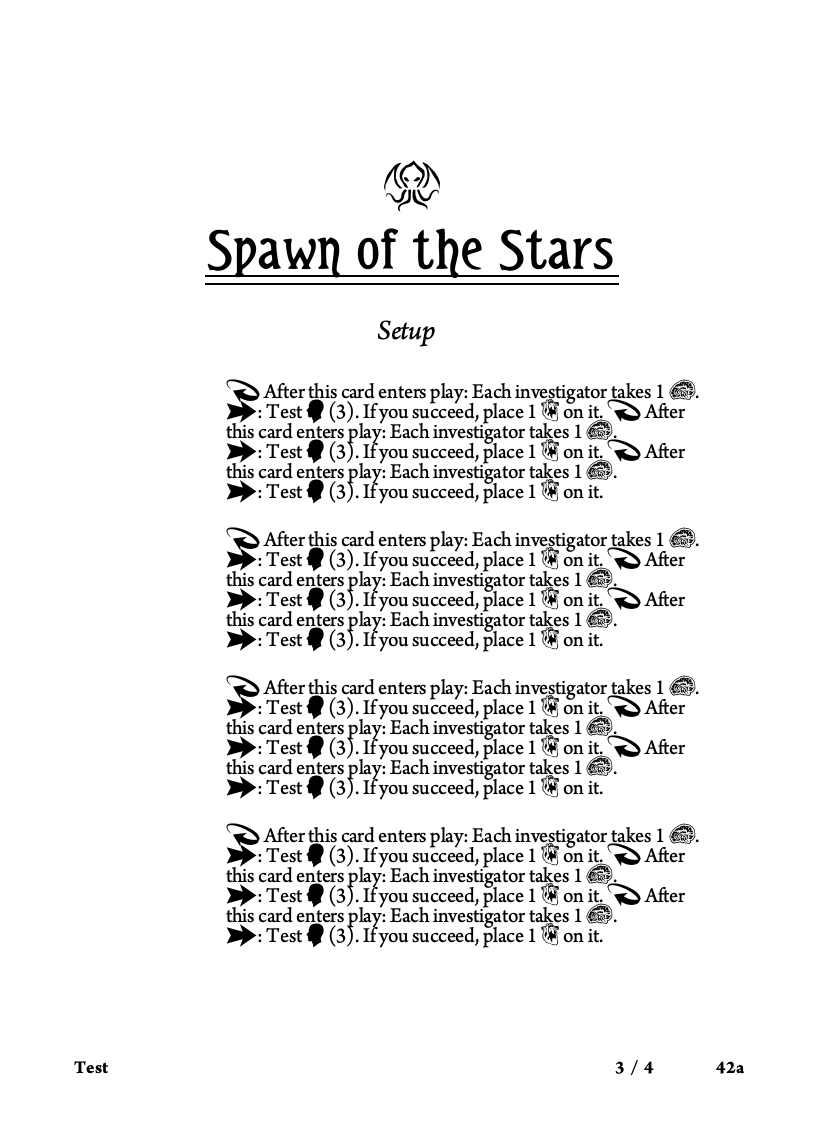 Spawn of the Stars
Setup
After this card enters play: Each investigator takes 1 .
: Test (3). If you succeed, place 1 on it. After
this card enters play: Each investigator takes 1 .
: Test (3). If you succeed, place 1 on it. After
this card enters play: Each investigator takes 1 .
: Test (3). If you succeed, place 1 on it.
After this card enters play: Each investigator takes 1 .
: Test (3). If you succeed, place 1 on it. After
this card enters play: Each investigator takes 1 .
: Test (3). If you succeed, place 1 on it. After
this card enters play: Each investigator takes 1 .
: Test (3). If you succeed, place 1 on it.
After this card enters play: Each investigator takes 1 .
: Test (3). If you succeed, place 1 on it. After
this card enters play: Each investigator takes 1 .
: Test (3). If you succeed, place 1 on it. After
this card enters play: Each investigator takes 1 .
: Test (3). If you succeed, place 1 on it.
After this card enters play: Each investigator takes 1 .
: Test (3). If you succeed, place 1 on it. After
this card enters play: Each investigator takes 1 .
: Test (3). If you succeed, place 1 on it. After
this card enters play: Each investigator takes 1 .
: Test (3). If you succeed, place 1 on it.
Test 3 / 4 42a